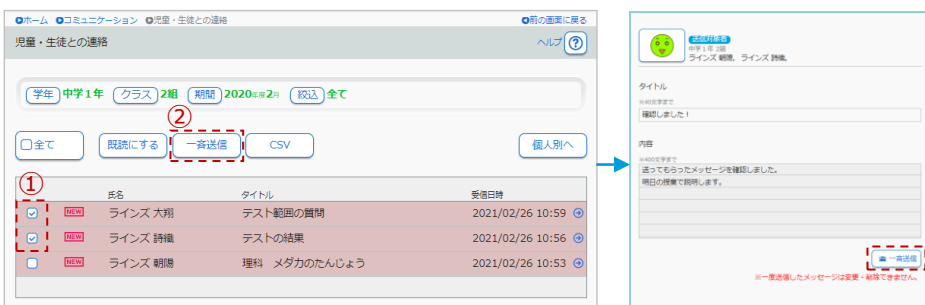 ホーム コミュニケーション 児童・生徒との連絡 前の画面に戻る
児童・生徒との連絡 ヘルプ ?
学年 中学1年 クラス 2組 期間 2020年度2月 絞込 全て
②
全て 既読にする 一斉送信 CSV 個人別へ
①
氏名 タイトル 受信日時
NEW ラインズ 大翔 テスト範囲の質問 2021/02/26 10:59
NEW ラインズ 詩織 テストの結果 2021/02/26 10:56
NEW ラインズ 朝陽 理科 メダカのたんじょう 2021/02/26 10:53
送信対象者
中学1年 2組
ラインズ 朝陽, ラインズ 詩織,
タイトル
※40文字まで
確認しました!
内容
※400文字まで
送ってもらったメッセージを確認しました。
明日の授業で説明します。
一斉送信
※一度送信したメッセージは変更・削除できません。